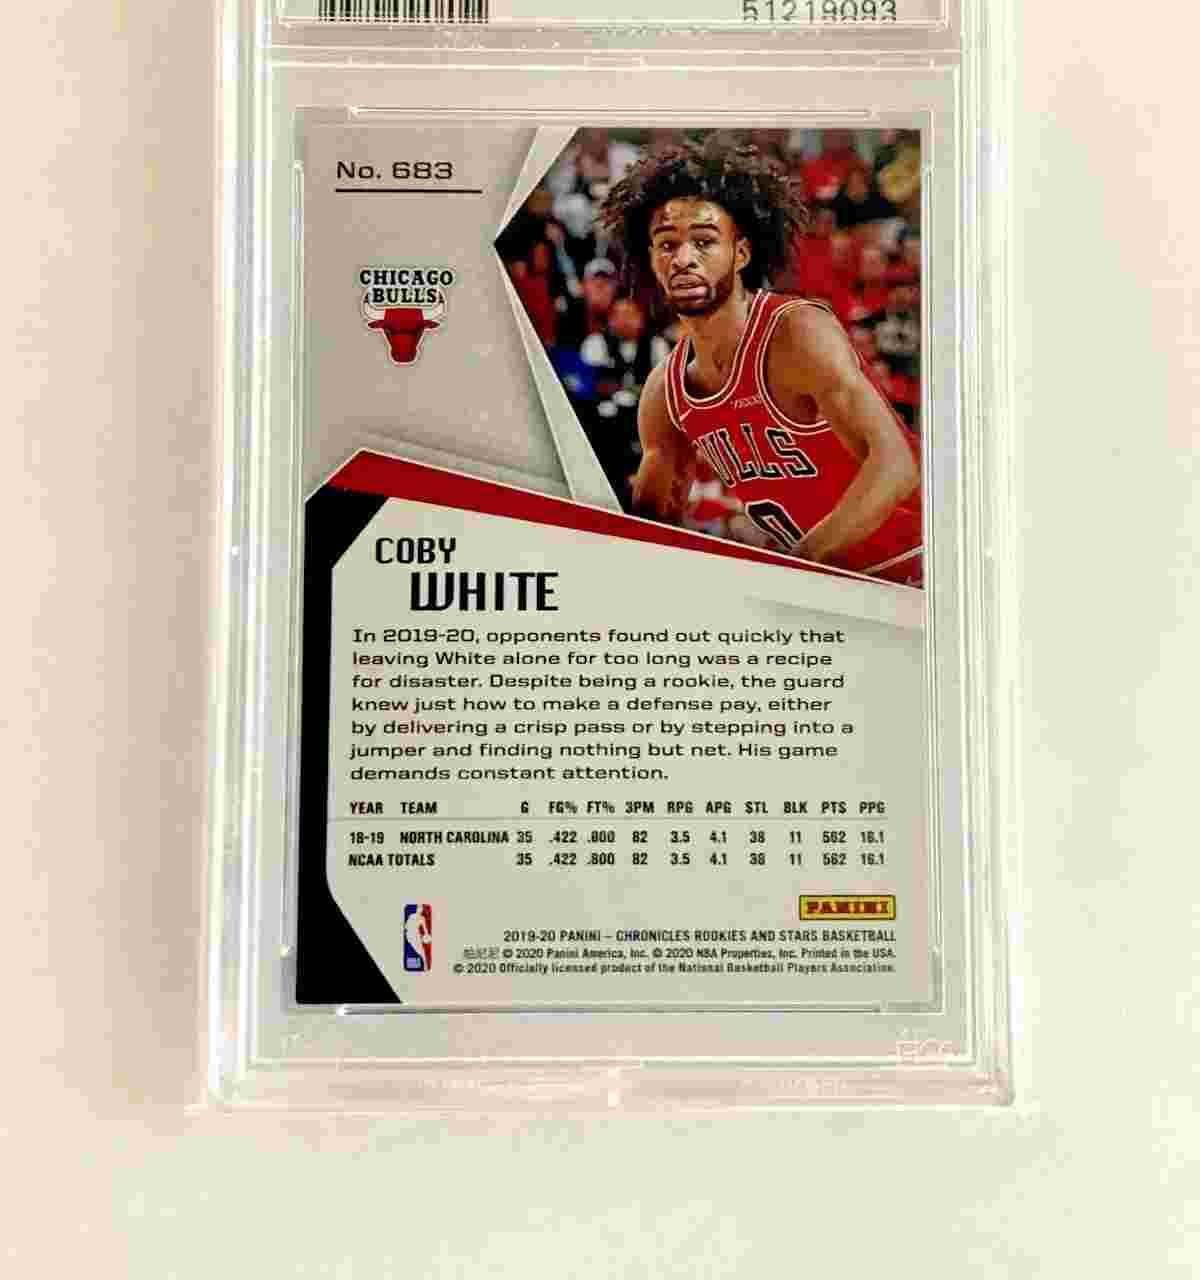 51219093
No. 683
CHICAGO
BULLS
BULLS
0
COBY
WHITE
In 2019-20, opponents found out quickly that
leaving White alone for too long was a recipe
for disaster. Despite being a rookie, the guard
knew just how to make a defense pay, either
by delivering a crisp pass or by stepping into a
jumper and finding nothing but net. His game
demands constant attention.
YEAR TEAM G FG% FT% 3PM RPG APG STL BLK PTS PPG
18-19 NORTH CAROLINA 35 .422 .800 82 3.5 4.1 38 11 562 16.1
NCAA TOTALS 35 .422 .800 82 3.5 4.1 38 11 562 16.1
PANINI
2019-20 PANINI – CHRONICLES ROOKIES AND STARS BASKETBALL
© 2020 Panini America, Inc. © 2020 NBA Properties, Inc. Printed in the USA.
© 2020 Officially licensed product of the National Basketball Players Association.